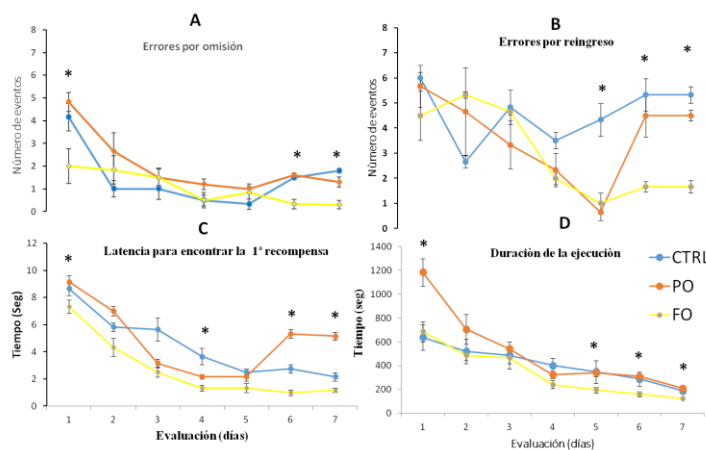 A
Errores por omisión
Número de eventos
8
7
6
5
4
3
2
1
0
*
*
*
B
Errores por reingreso
Número de eventos
8
7
6
5
4
3
2
1
0
*
*
*
C
Latencia para encontrar la 1ª recompensa
Tiempo (Seg)
12
10
8
6
4
2
0
*
*
*
*
1 2 3 4 5 6 7
Evaluación (días)
D
Duraciòn de la ejecuciòn
Tiempo (seg)
1400
1200
1000
800
600
400
200
0
*
*
*
*
1 2 3 4 5 6 7
Evaluación (días)
CTRL
PO
FO